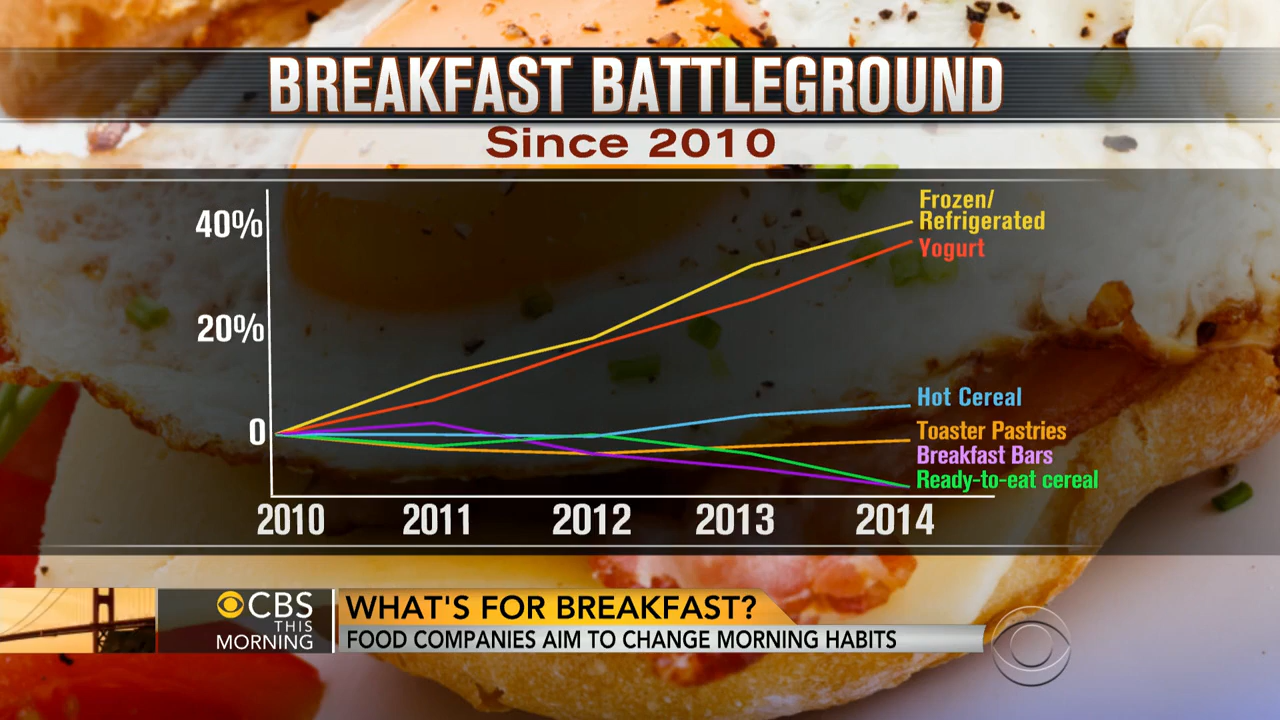 BREAKFAST BATTLEGROUND
Since 2010
40%
20%
0
Frozen/
Refrigerated
Yogurt
Hot Cereal
Toaster Pastries
Breakfast Bars
Ready-to-eat cereal
2010 2011 2012 2013 2014
CBS
THIS
MORNING
WHAT'S FOR BREAKFAST?
FOOD COMPANIES AIM TO CHANGE MORNING HABITS